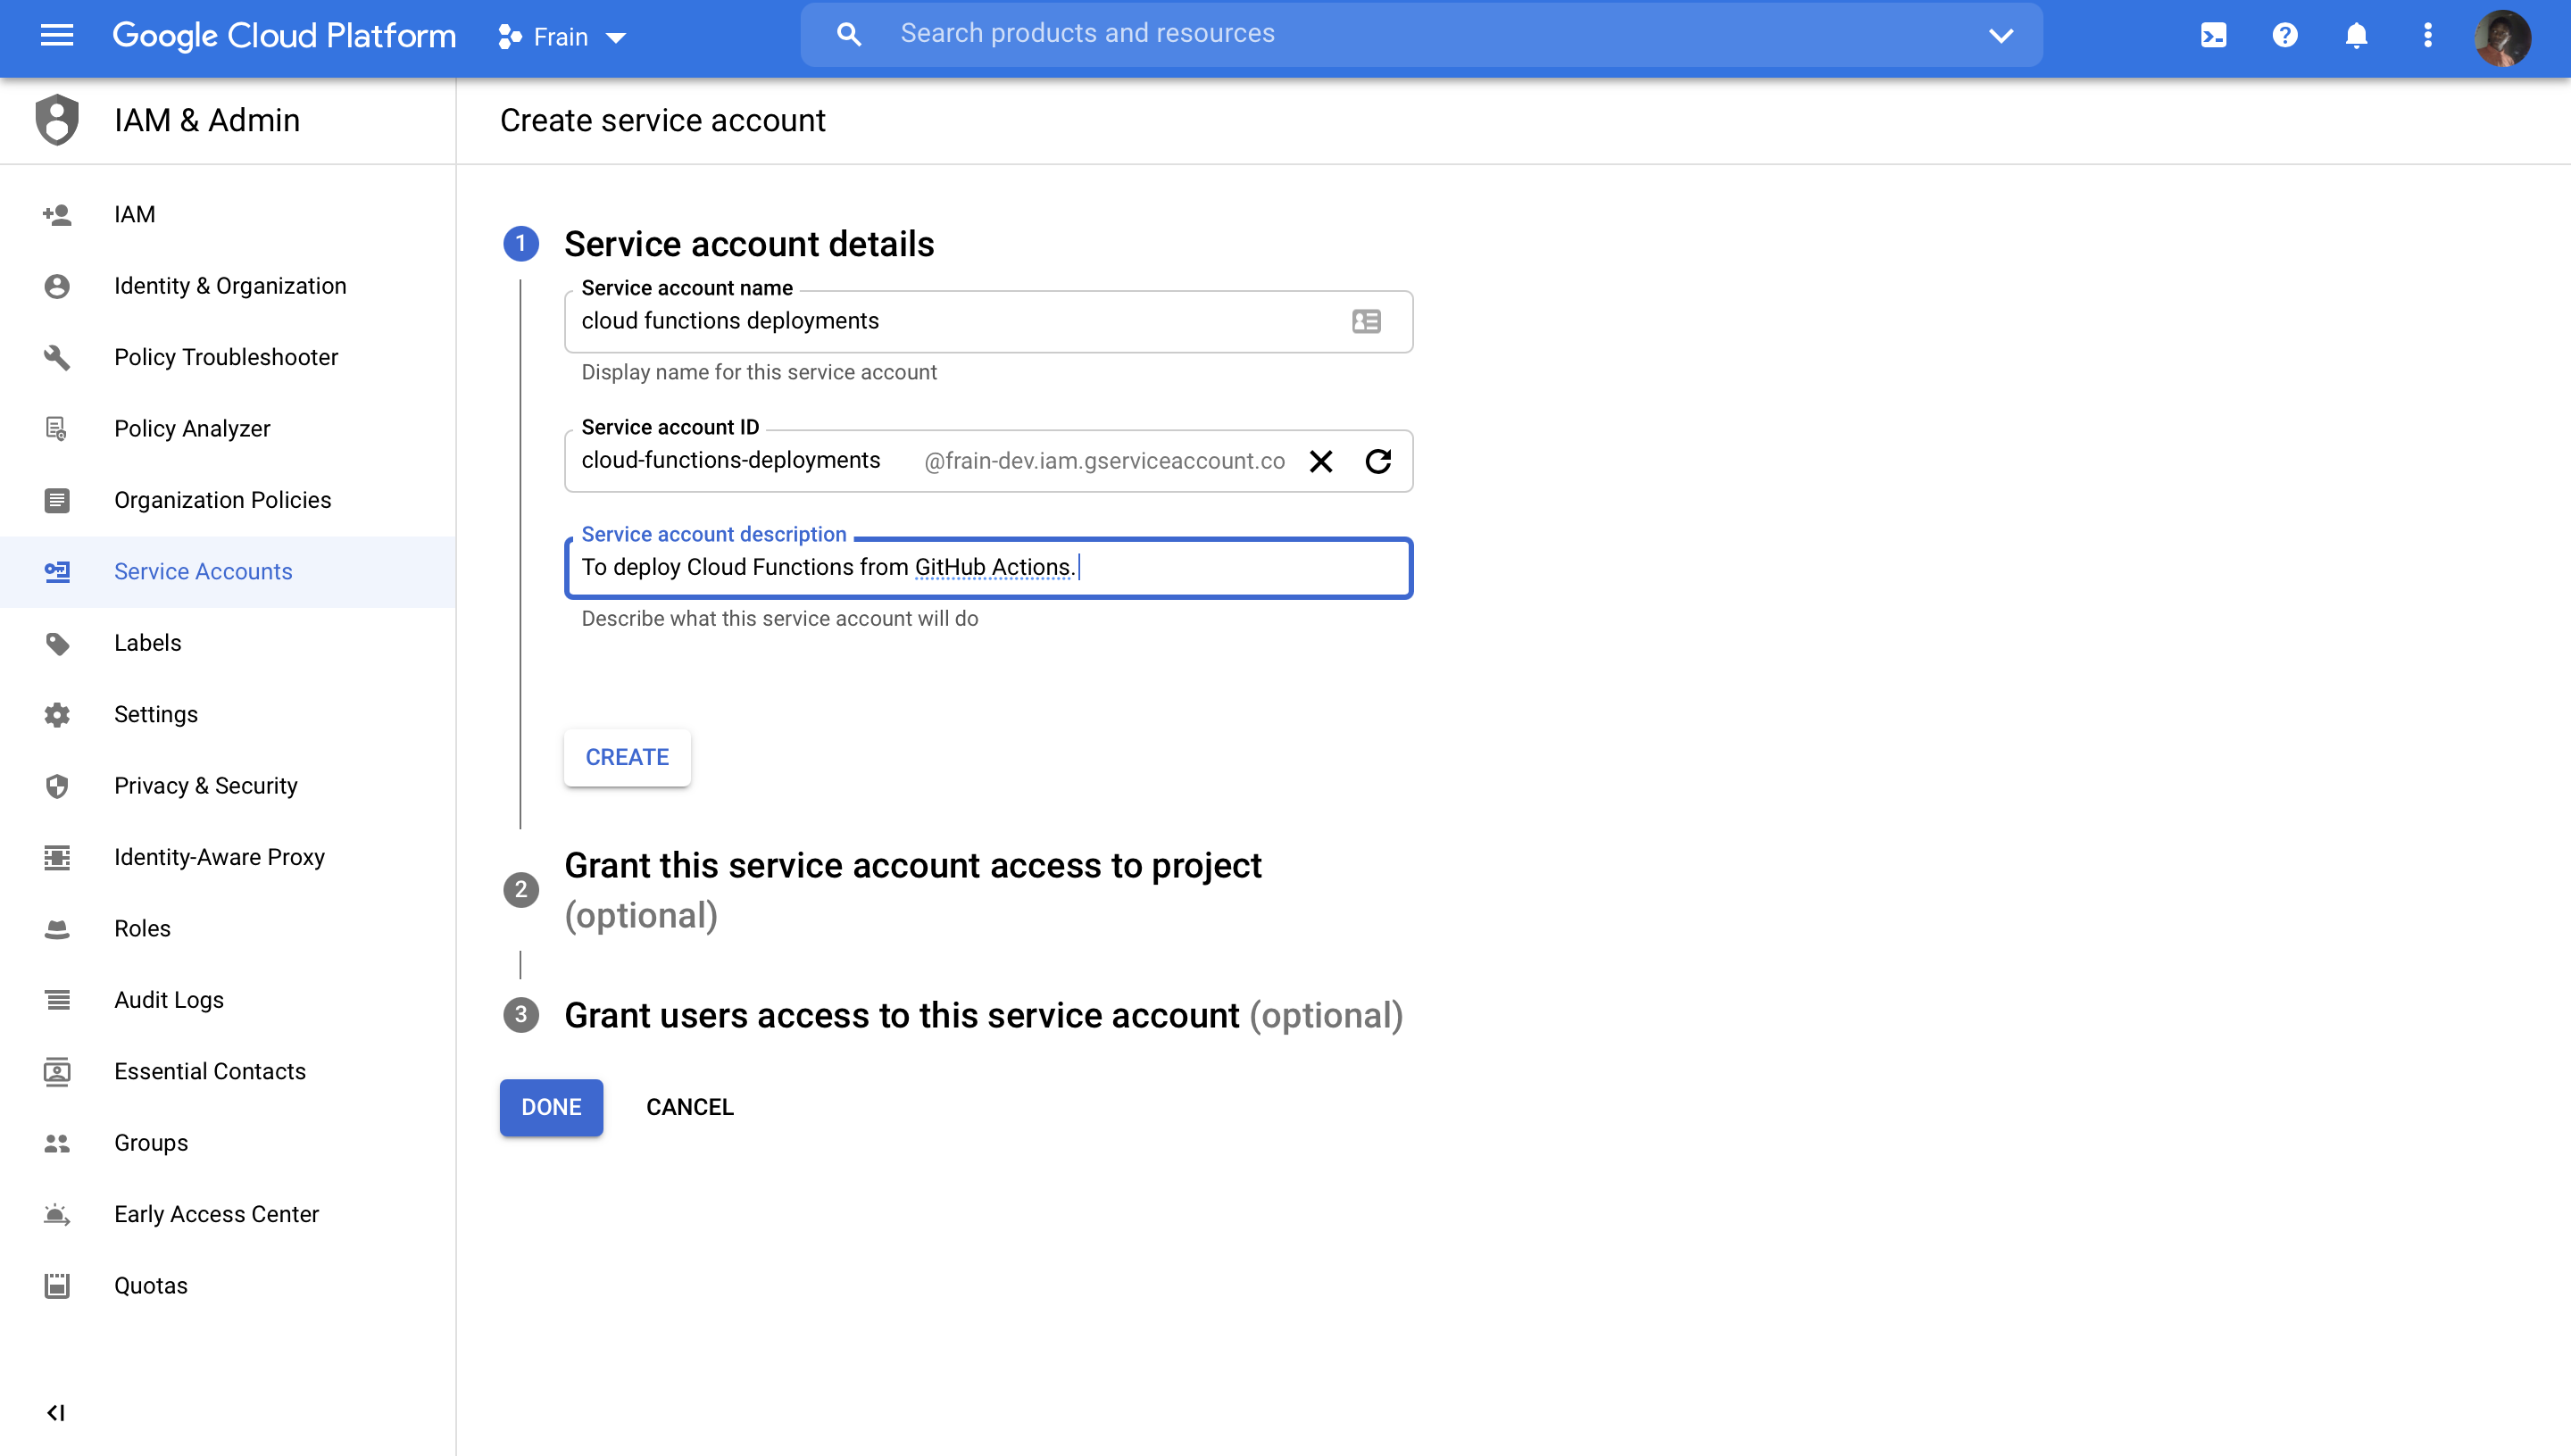 Google Cloud Platform
Frain
Search products and resources
IAM & Admin
IAM
Identity & Organization
Policy Troubleshooter
Policy Analyzer
Organization Policies
Service Accounts
Labels
Settings
Privacy & Security
Identity-Aware Proxy
Roles
Audit Logs
Essential Contacts
Groups
Early Access Center
Quotas
Create service account
1 Service account details
Service account name
cloud functions deployments
Display name for this service account
Service account ID
cloud-functions-deployments @frain-dev.iam.gserviceaccount.co
Service account description
To deploy Cloud Functions from GitHub Actions.
Describe what this service account will do
CREATE
2 Grant this service account access to project
(optional)
3 Grant users access to this service account (optional)
DONE CANCEL